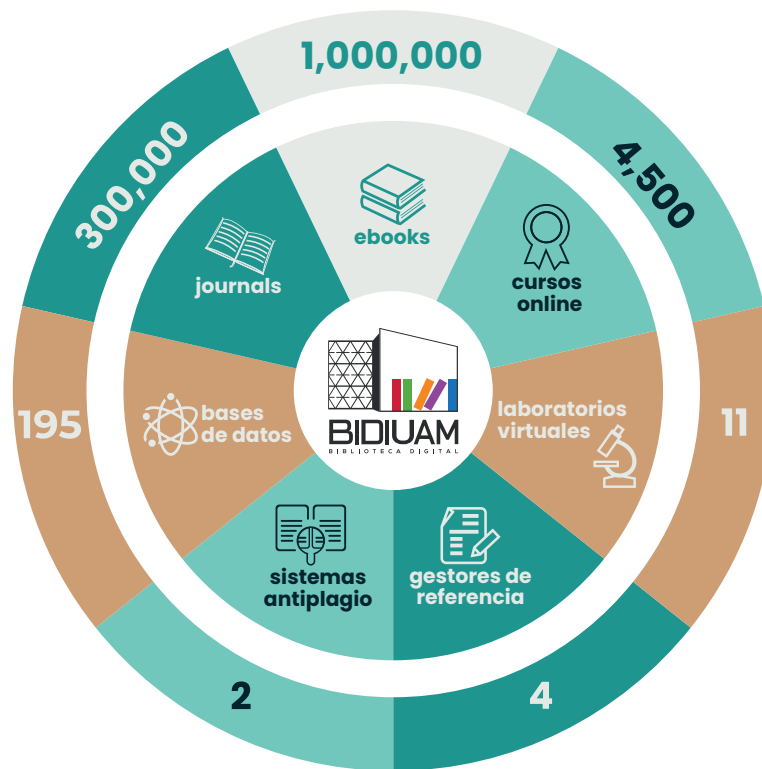 1,000,000
ebooks
4,500
cursos
online
11
laboratorios
virtuales
4
gestores de
referencia
2
sistemas
antiplagio
195
bases
de datos
300,000
journals
BIDIUAM
BIBLIOTECA DIGITAL